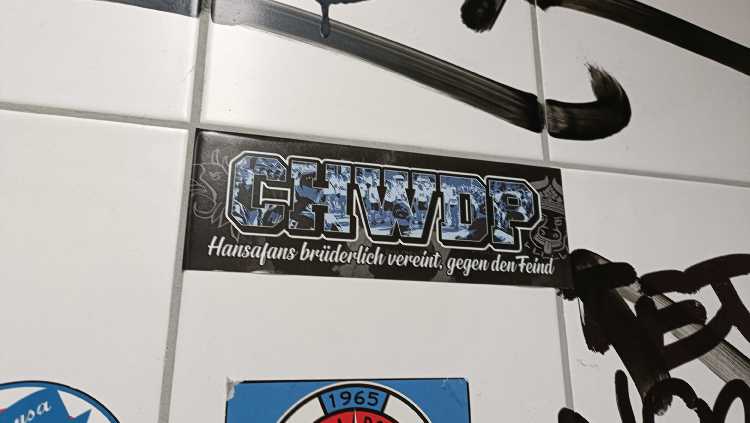 CHWDP
Hansafans brüderlich vereint, gegen den Feind
1965